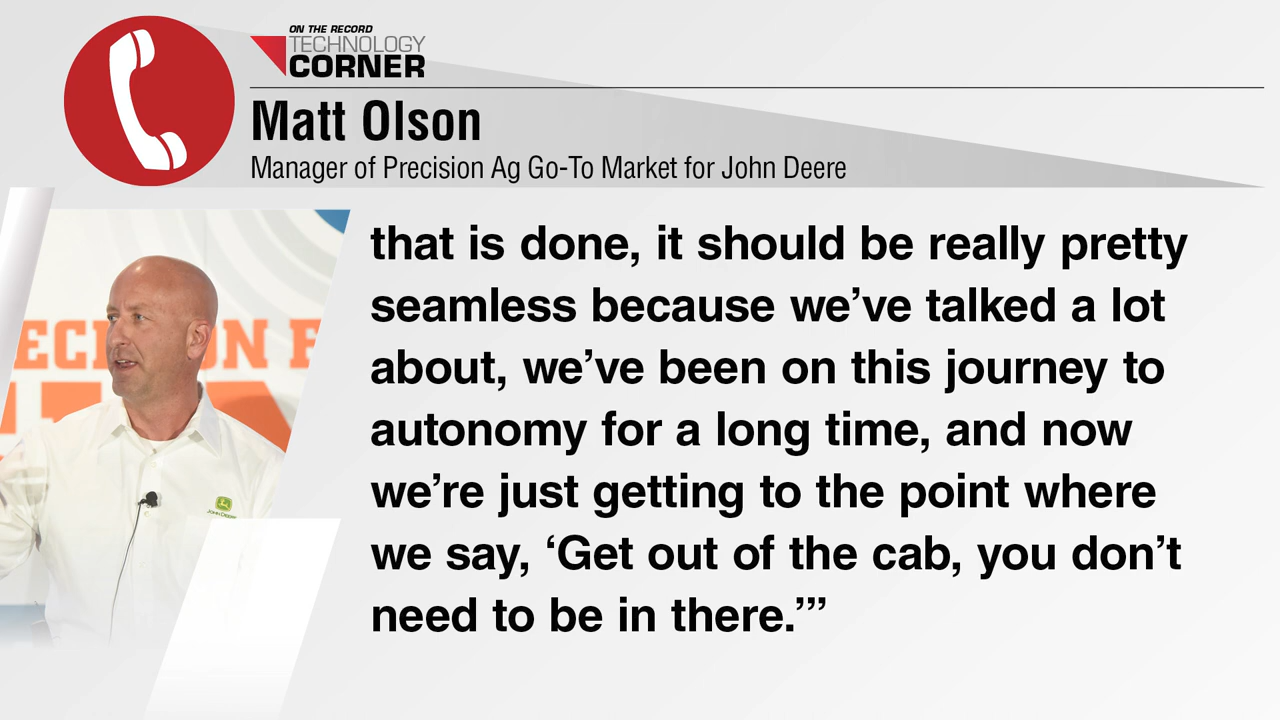 ON THE RECORD
TECHNOLOGY
CORNER
Matt Olson
Manager of Precision Ag Go-To Market for John Deere
that is done, it should be really pretty
seamless because we’ve talked a lot
about, we’ve been on this journey to
autonomy for a long time, and now
we’re just getting to the point where
we say, ‘Get out of the cab, you don’t
need to be in there.’”
JOHN DEERE